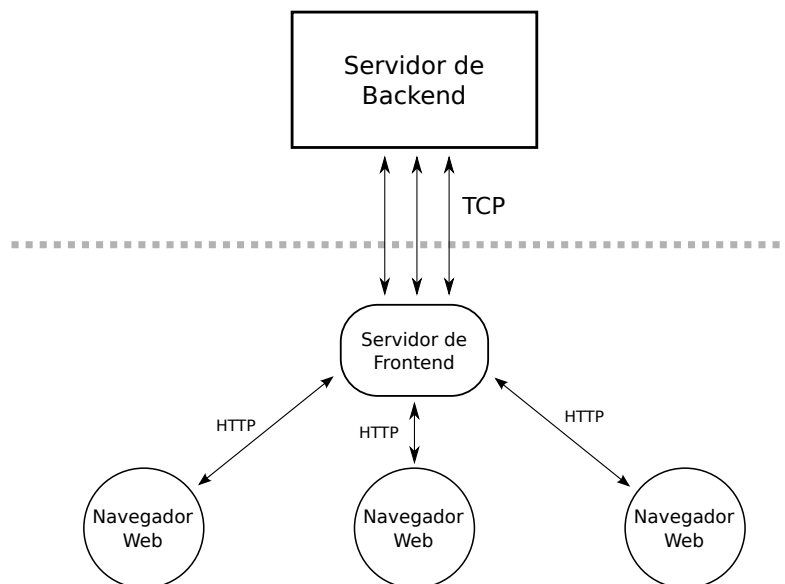 Servidor de
Backend
TCP
Servidor de
Frontend
HTTP
HTTP
HTTP
Navegador
Web
Navegador
Web
Navegador
Web